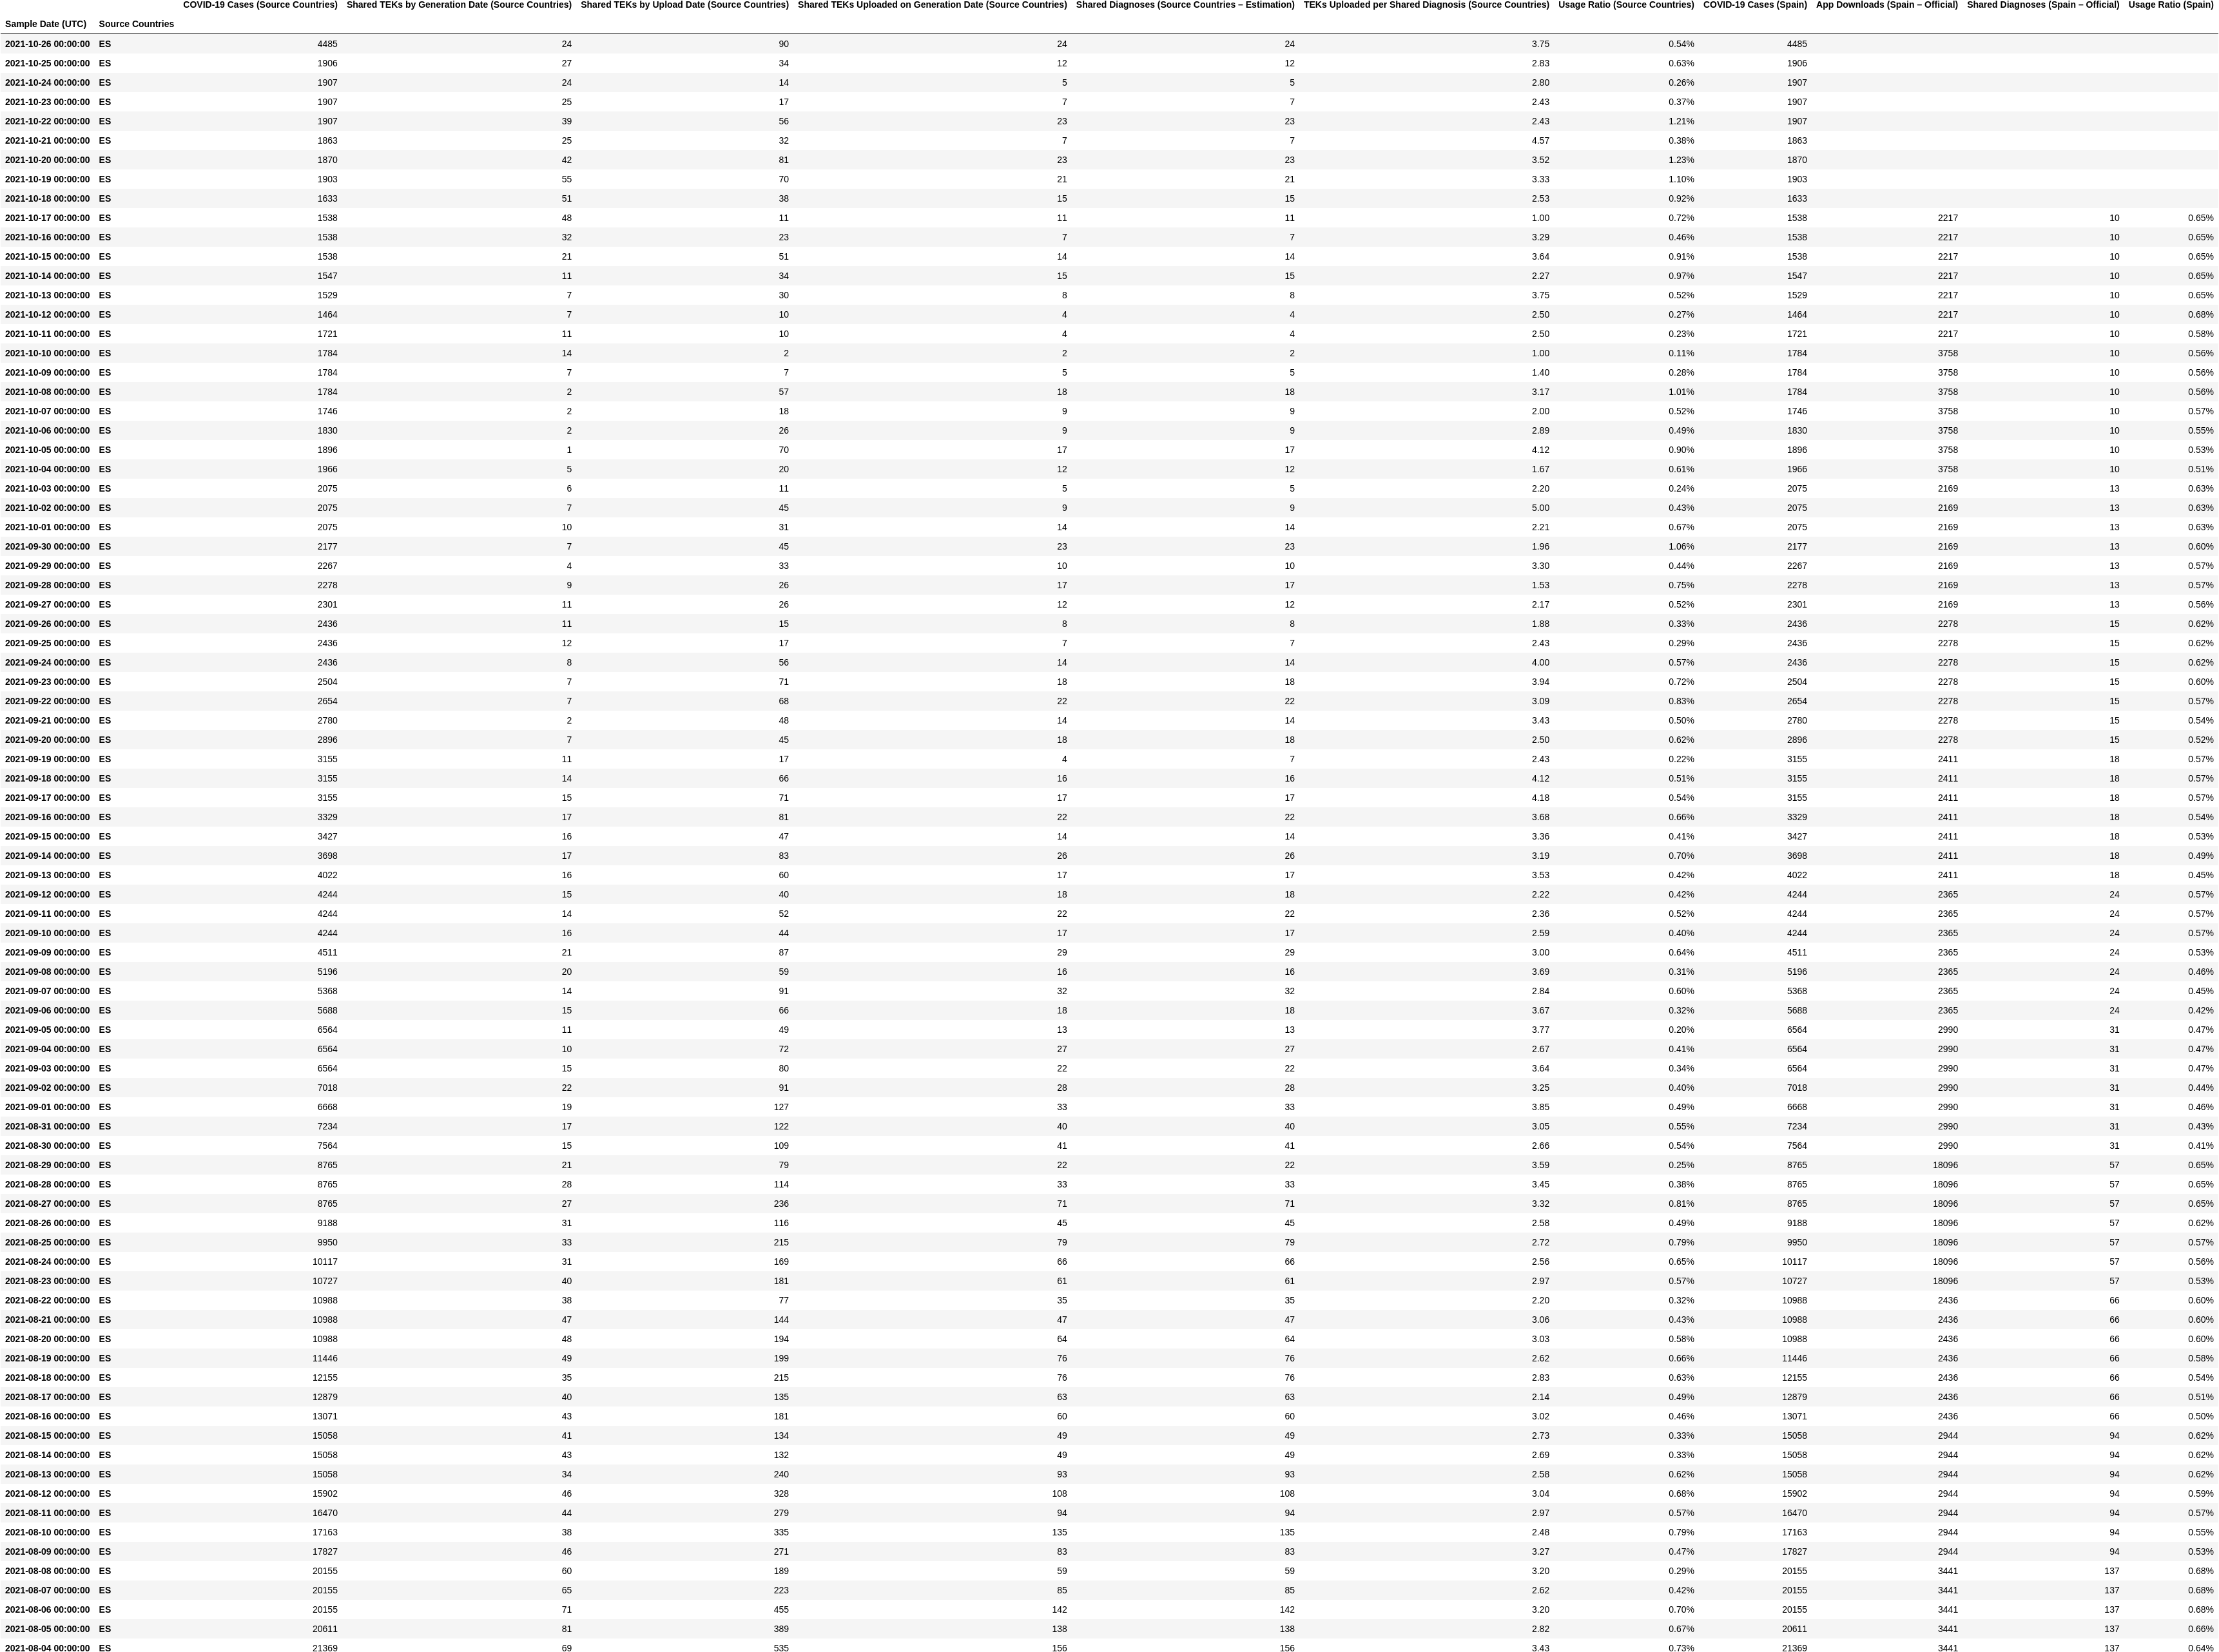 COVID-19 Cases (Source Countries) Shared TEKs by Generation Date (Source Countries) Shared TEKs by Upload Date (Source Countries) Shared TEKs Uploaded on Generation Date (Source Countries) Shared Diagnoses (Source Countries – Estimation) TEKs Uploaded per Shared Diagnosis (Source Countries) Usage Ratio (Source Countries) COVID-19 Cases (Spain) App Downloads (Spain – Official) Shared Diagnoses (Spain – Official) Usage Ratio (Spain)
Sample Date (UTC) Source Countries
2021-10-26 00:00:00 ES 4485 24 90 24 24 3.75 0.54% 4485
2021-10-25 00:00:00 ES 1906 27 34 12 12 2.83 0.63% 1906
2021-10-24 00:00:00 ES 1907 24 14 5 5 2.80 0.26% 1907
2021-10-23 00:00:00 ES 1907 25 17 7 7 2.43 0.37% 1907
2021-10-22 00:00:00 ES 1907 39 56 23 23 2.43 1.21% 1907
2021-10-21 00:00:00 ES 1863 25 32 7 7 4.57 0.38% 1863
2021-10-20 00:00:00 ES 1870 42 81 23 23 3.52 1.23% 1870
2021-10-19 00:00:00 ES 1903 55 70 21 21 3.33 1.10% 1903
2021-10-18 00:00:00 ES 1633 51 38 15 15 2.53 0.92% 1633
2021-10-17 00:00:00 ES 1538 48 11 11 11 1.00 0.72% 1538 2217 10 0.65%
2021-10-16 00:00:00 ES 1538 32 23 7 7 3.29 0.46% 1538 2217 10 0.65%
2021-10-15 00:00:00 ES 1538 21 51 14 14 3.64 0.91% 1538 2217 10 0.65%
2021-10-14 00:00:00 ES 1547 11 34 15 15 2.27 0.97% 1547 2217 10 0.65%
2021-10-13 00:00:00 ES 1529 7 30 8 8 3.75 0.52% 1529 2217 10 0.65%
2021-10-12 00:00:00 ES 1464 7 10 4 4 2.50 0.27% 1464 2217 10 0.68%
2021-10-11 00:00:00 ES 1721 11 10 4 4 2.50 0.23% 1721 2217 10 0.58%
2021-10-10 00:00:00 ES 1784 14 2 2 2 1.00 0.11% 1784 3758 10 0.56%
2021-10-09 00:00:00 ES 1784 7 7 5 5 1.40 0.28% 1784 3758 10 0.56%
2021-10-08 00:00:00 ES 1784 2 57 18 18 3.17 1.01% 1784 3758 10 0.56%
2021-10-07 00:00:00 ES 1746 2 18 9 9 2.00 0.52% 1746 3758 10 0.57%
2021-10-06 00:00:00 ES 1830 2 26 9 9 2.89 0.49% 1830 3758 10 0.55%
2021-10-05 00:00:00 ES 1896 1 70 17 17 4.12 0.90% 1896 3758 10 0.53%
2021-10-04 00:00:00 ES 1966 5 20 12 12 1.67 0.61% 1966 3758 10 0.51%
2021-10-03 00:00:00 ES 2075 6 11 5 5 2.20 0.24% 2075 2169 13 0.63%
2021-10-02 00:00:00 ES 2075 7 45 9 9 5.00 0.43% 2075 2169 13 0.63%
2021-10-01 00:00:00 ES 2075 10 31 14 14 2.21 0.67% 2075 2169 13 0.63%
2021-09-30 00:00:00 ES 2177 7 45 23 23 1.96 1.06% 2177 2169 13 0.60%
2021-09-29 00:00:00 ES 2267 4 33 10 10 3.30 0.44% 2267 2169 13 0.57%
2021-09-28 00:00:00 ES 2278 9 26 17 17 1.53 0.75% 2278 2169 13 0.57%
2021-09-27 00:00:00 ES 2301 11 26 12 12 2.17 0.52% 2301 2169 13 0.56%
2021-09-26 00:00:00 ES 2436 11 15 8 8 1.88 0.33% 2436 2278 15 0.62%
2021-09-25 00:00:00 ES 2436 12 17 7 7 2.43 0.29% 2436 2278 15 0.62%
2021-09-24 00:00:00 ES 2436 8 56 14 14 4.00 0.57% 2436 2278 15 0.62%
2021-09-23 00:00:00 ES 2504 7 71 18 18 3.94 0.72% 2504 2278 15 0.60%
2021-09-22 00:00:00 ES 2654 7 68 22 22 3.09 0.83% 2654 2278 15 0.57%
2021-09-21 00:00:00 ES 2780 2 48 14 14 3.43 0.50% 2780 2278 15 0.54%
2021-09-20 00:00:00 ES 2896 7 45 18 18 2.50 0.62% 2896 2278 15 0.52%
2021-09-19 00:00:00 ES 3155 11 17 4 7 2.43 0.22% 3155 2411 18 0.57%
2021-09-18 00:00:00 ES 3155 14 66 16 16 4.12 0.51% 3155 2411 18 0.57%
2021-09-17 00:00:00 ES 3155 15 71 17 17 4.18 0.54% 3155 2411 18 0.57%
2021-09-16 00:00:00 ES 3329 17 81 22 22 3.68 0.66% 3329 2411 18 0.54%
2021-09-15 00:00:00 ES 3427 16 47 14 14 3.36 0.41% 3427 2411 18 0.53%
2021-09-14 00:00:00 ES 3698 17 83 26 26 3.19 0.70% 3698 2411 18 0.49%
2021-09-13 00:00:00 ES 4022 16 60 17 17 3.53 0.42% 4022 2411 18 0.45%
2021-09-12 00:00:00 ES 4244 15 40 18 18 2.22 0.42% 4244 2365 24 0.57%
2021-09-11 00:00:00 ES 4244 14 52 22 22 2.36 0.52% 4244 2365 24 0.57%
2021-09-10 00:00:00 ES 4244 16 44 17 17 2.59 0.40% 4244 2365 24 0.57%
2021-09-09 00:00:00 ES 4511 21 87 29 29 3.00 0.64% 4511 2365 24 0.53%
2021-09-08 00:00:00 ES 5196 20 59 16 16 3.69 0.31% 5196 2365 24 0.46%
2021-09-07 00:00:00 ES 5368 14 91 32 32 2.84 0.60% 5368 2365 24 0.45%
2021-09-06 00:00:00 ES 5688 15 66 18 18 3.67 0.32% 5688 2365 24 0.42%
2021-09-05 00:00:00 ES 6564 11 49 13 13 3.77 0.20% 6564 2990 31 0.47%
2021-09-04 00:00:00 ES 6564 10 72 27 27 2.67 0.41% 6564 2990 31 0.47%
2021-09-03 00:00:00 ES 6564 15 80 22 22 3.64 0.34% 6564 2990 31 0.47%
2021-09-02 00:00:00 ES 7018 22 91 28 28 3.25 0.40% 7018 2990 31 0.44%
2021-09-01 00:00:00 ES 6668 19 127 33 33 3.85 0.49% 6668 2990 31 0.46%
2021-08-31 00:00:00 ES 7234 17 122 40 40 3.05 0.55% 7234 2990 31 0.43%
2021-08-30 00:00:00 ES 7564 15 109 41 41 2.66 0.54% 7564 2990 31 0.41%
2021-08-29 00:00:00 ES 8765 21 79 22 22 3.59 0.25% 8765 18096 57 0.65%
2021-08-28 00:00:00 ES 8765 28 114 33 33 3.45 0.38% 8765 18096 57 0.65%
2021-08-27 00:00:00 ES 8765 27 236 71 71 3.32 0.81% 8765 18096 57 0.65%
2021-08-26 00:00:00 ES 9188 31 116 45 45 2.58 0.49% 9188 18096 57 0.62%
2021-08-25 00:00:00 ES 9950 33 215 79 79 2.72 0.79% 9950 18096 57 0.57%
2021-08-24 00:00:00 ES 10117 31 169 66 66 2.56 0.65% 10117 18096 57 0.56%
2021-08-23 00:00:00 ES 10727 40 181 61 61 2.97 0.57% 10727 18096 57 0.53%
2021-08-22 00:00:00 ES 10988 38 77 35 35 2.20 0.32% 10988 2436 66 0.60%
2021-08-21 00:00:00 ES 10988 47 144 47 47 3.06 0.43% 10988 2436 66 0.60%
2021-08-20 00:00:00 ES 10988 48 194 64 64 3.03 0.58% 10988 2436 66 0.60%
2021-08-19 00:00:00 ES 11446 49 199 76 76 2.62 0.66% 11446 2436 66 0.58%
2021-08-18 00:00:00 ES 12155 35 215 76 76 2.83 0.63% 12155 2436 66 0.54%
2021-08-17 00:00:00 ES 12879 40 135 63 63 2.14 0.49% 12879 2436 66 0.51%
2021-08-16 00:00:00 ES 13071 43 181 60 60 3.02 0.46% 13071 2436 66 0.50%
2021-08-15 00:00:00 ES 15058 41 134 49 49 2.73 0.33% 15058 2944 94 0.62%
2021-08-14 00:00:00 ES 15058 43 132 49 49 2.69 0.33% 15058 2944 94 0.62%
2021-08-13 00:00:00 ES 15058 34 240 93 93 2.58 0.62% 15058 2944 94 0.62%
2021-08-12 00:00:00 ES 15902 46 328 108 108 3.04 0.68% 15902 2944 94 0.59%
2021-08-11 00:00:00 ES 16470 44 279 94 94 2.97 0.57% 16470 2944 94 0.57%
2021-08-10 00:00:00 ES 17163 38 335 135 135 2.48 0.79% 17163 2944 94 0.55%
2021-08-09 00:00:00 ES 17827 46 271 83 83 3.27 0.47% 17827 2944 94 0.53%
2021-08-08 00:00:00 ES 20155 60 189 59 59 3.20 0.29% 20155 3441 137 0.68%
2021-08-07 00:00:00 ES 20155 65 223 85 85 2.62 0.42% 20155 3441 137 0.68%
2021-08-06 00:00:00 ES 20155 71 455 142 142 3.20 0.70% 20155 3441 137 0.68%
2021-08-05 00:00:00 ES 20611 81 389 138 138 2.82 0.67% 20611 3441 137 0.66%
2021-08-04 00:00:00 ES 21369 69 535 156 156 3.43 0.73% 21369 3441 137 0.64%